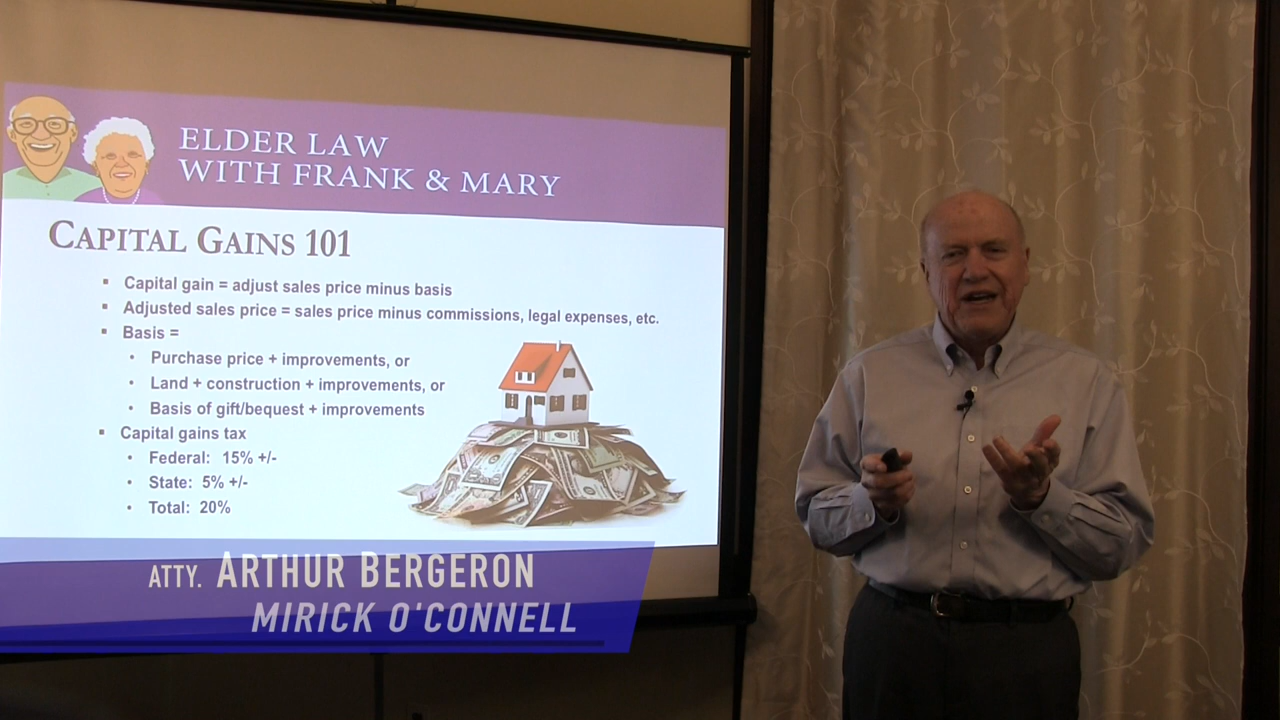 ELDER LAW
WITH FRANK & MARY
CAPITAL GAINS 101
▪ Capital gain = adjust sales price minus basis
▪ Adjusted sales price = sales price minus commissions, legal expenses, etc.
▪ Basis =
• Purchase price + improvements, or
• Land + construction + improvements, or
• Basis of gift/bequest + improvements
▪ Capital gains tax
• Federal: 15% +/-
• State: 5% +/-
• Total: 20%
ATTY. ARTHUR BERGERON
MIRICK O'CONNELL